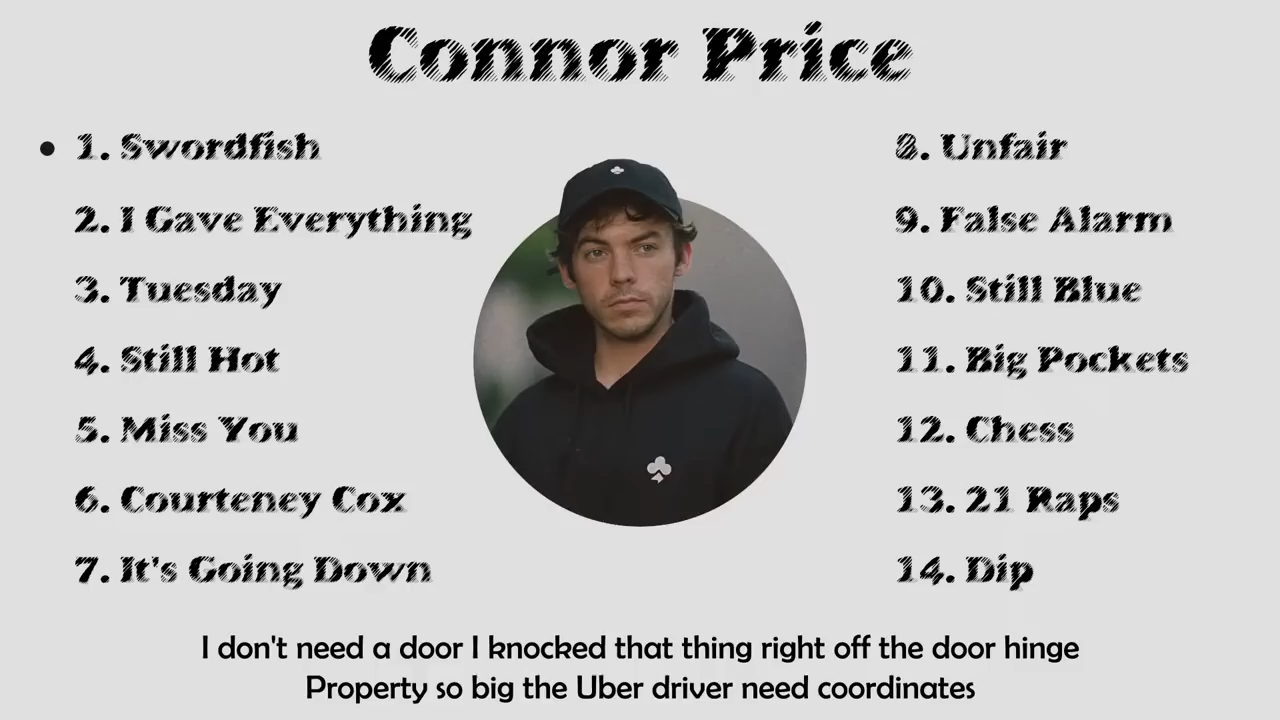 Connor Price
1. Swordfish
2. I Gave Everything
3. Tuesday
4. Still Hot
5. Miss You
6. Courteney Cox
7. It's Going Down
8. Unfair
9. False Alarm
10. Still Blue
11. Big Pockets
12. Chess
13. 21 Raps
14. Dip
I don't need a door I knocked that thing right off the door hinge
Property so big the Uber driver need coordinates